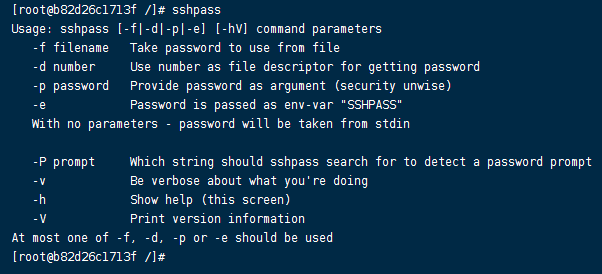 [root@b82d26c1713f /]# sshpass
Usage: sshpass [-f|-d|-p|-e] [-hV] command parameters
   -f filename   Take password to use from file
   -d number     Use number as file descriptor for getting password
   -p password   Provide password as argument (security unwise)
   -e            Password is passed as env-var "SSHPASS"
   With no parameters - password will be taken from stdin

   -P prompt     Which string should sshpass search for to detect a password prompt
   -v            Be verbose about what you're doing
   -h            Show help (this screen)
   -V            Print version information
At most one of -f, -d, -p or -e should be used
[root@b82d26c1713f /]#